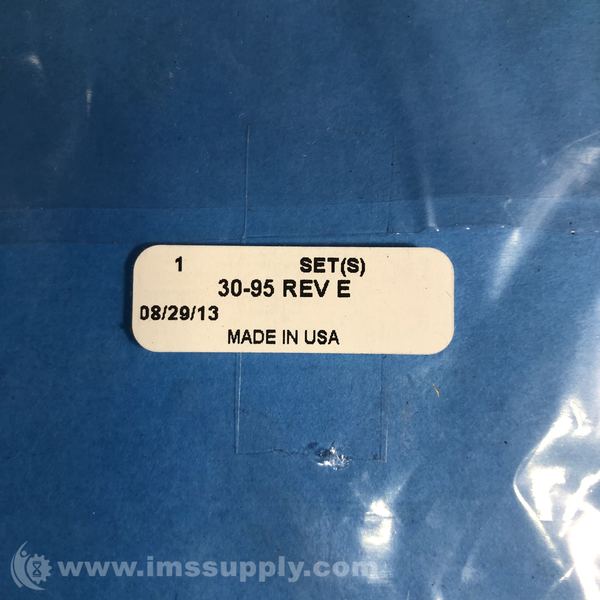 1 SET(S)
30-95 REV E
08/29/13
MADE IN USA
www.imssupply.com